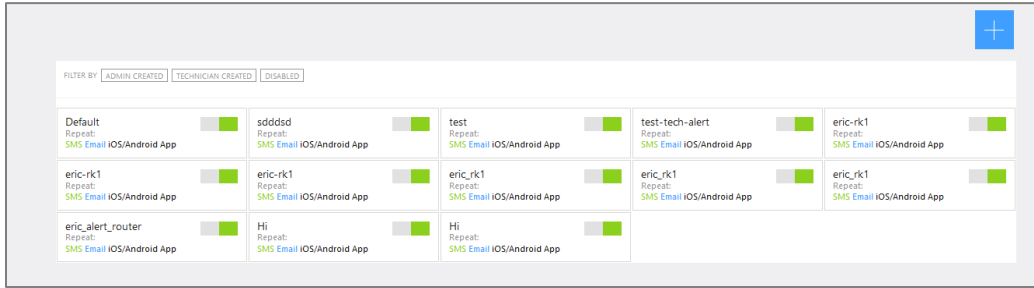 FILTER BY ADMIN CREATED TECHNICIAN CREATED DISABLED
Default
Repeat:
SMS Email iOS/Android App
sdddsd
Repeat:
SMS Email iOS/Android App
test
Repeat:
SMS Email iOS/Android App
test-tech-alert
Repeat:
SMS Email iOS/Android App
eric-rk1
Repeat:
SMS Email iOS/Android App
eric-rk1
Repeat:
SMS Email iOS/Android App
eric-rk1
Repeat:
SMS Email iOS/Android App
eric_rk1
Repeat:
SMS Email iOS/Android App
eric_rk1
Repeat:
SMS Email iOS/Android App
eric_rk1
Repeat:
SMS Email iOS/Android App
eric_alert_router
Repeat:
SMS Email iOS/Android App
Hi
Repeat:
SMS Email iOS/Android App
Hi
Repeat:
SMS Email iOS/Android App